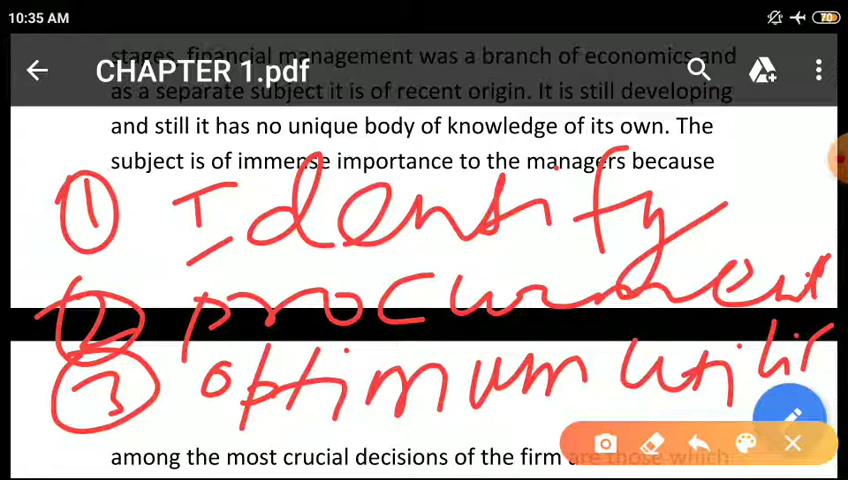 10:35 AM 70
stages, financial management was a branch of economics and
CHAPTER 1.pdf
as a separate subject it is of recent origin. It is still developing
and still it has no unique body of knowledge of its own. The
subject is of immense importance to the managers because
1 Identify
2 procurment
3 optimum utiliz
among the most crucial decisions of the firm are those which